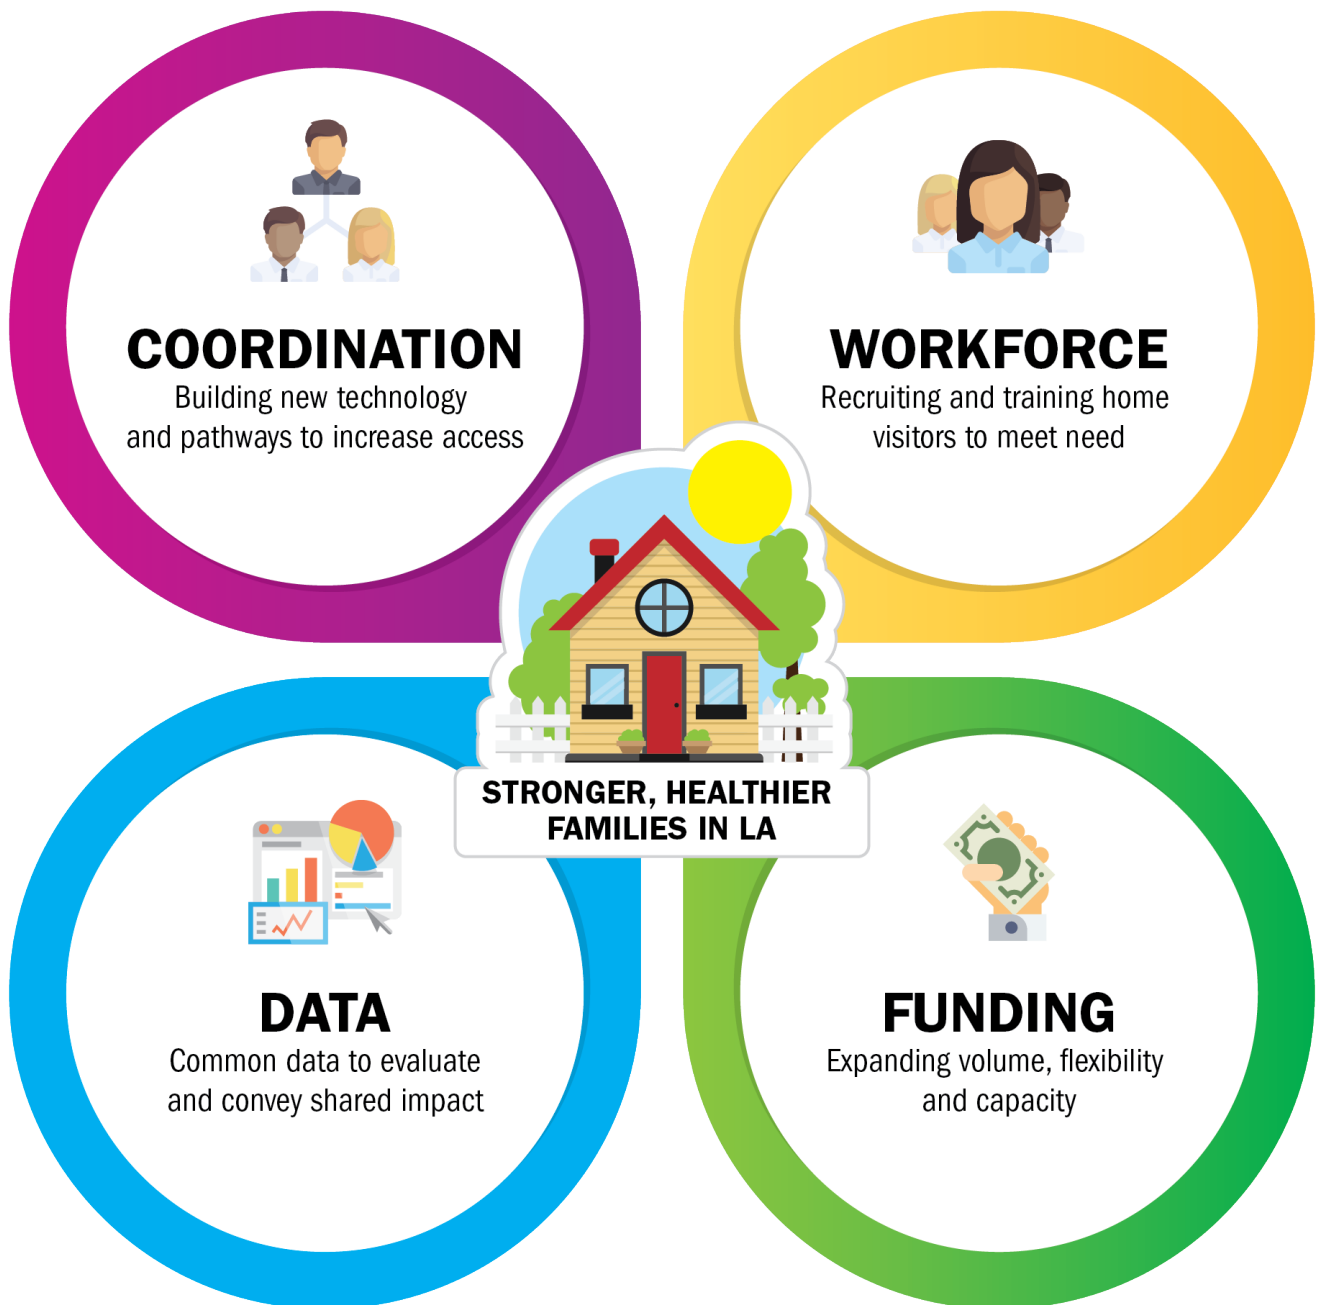 COORDINATION
Building new technology
and pathways to increase access
WORKFORCE
Recruiting and training home
visitors to meet need
STRONGER, HEALTHIER
FAMILIES IN LA
DATA
Common data to evaluate
and convey shared impact
FUNDING
Expanding volume, flexibility
and capacity